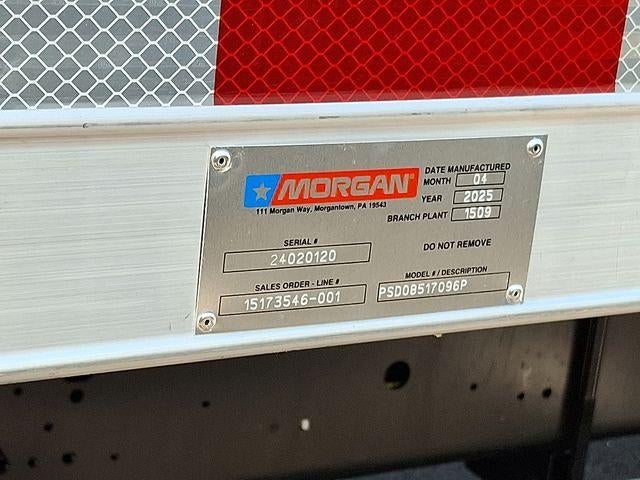 MORGAN®
111 Morgan Way, Morgantown, PA 19543
DATE MANUFACTURED
MONTH 04
YEAR 2025
BRANCH PLANT 1509
SERIAL #
24020120
DO NOT REMOVE
SALES ORDER - LINE #
15173546-001
MODEL # / DESCRIPTION
PSD08517096P